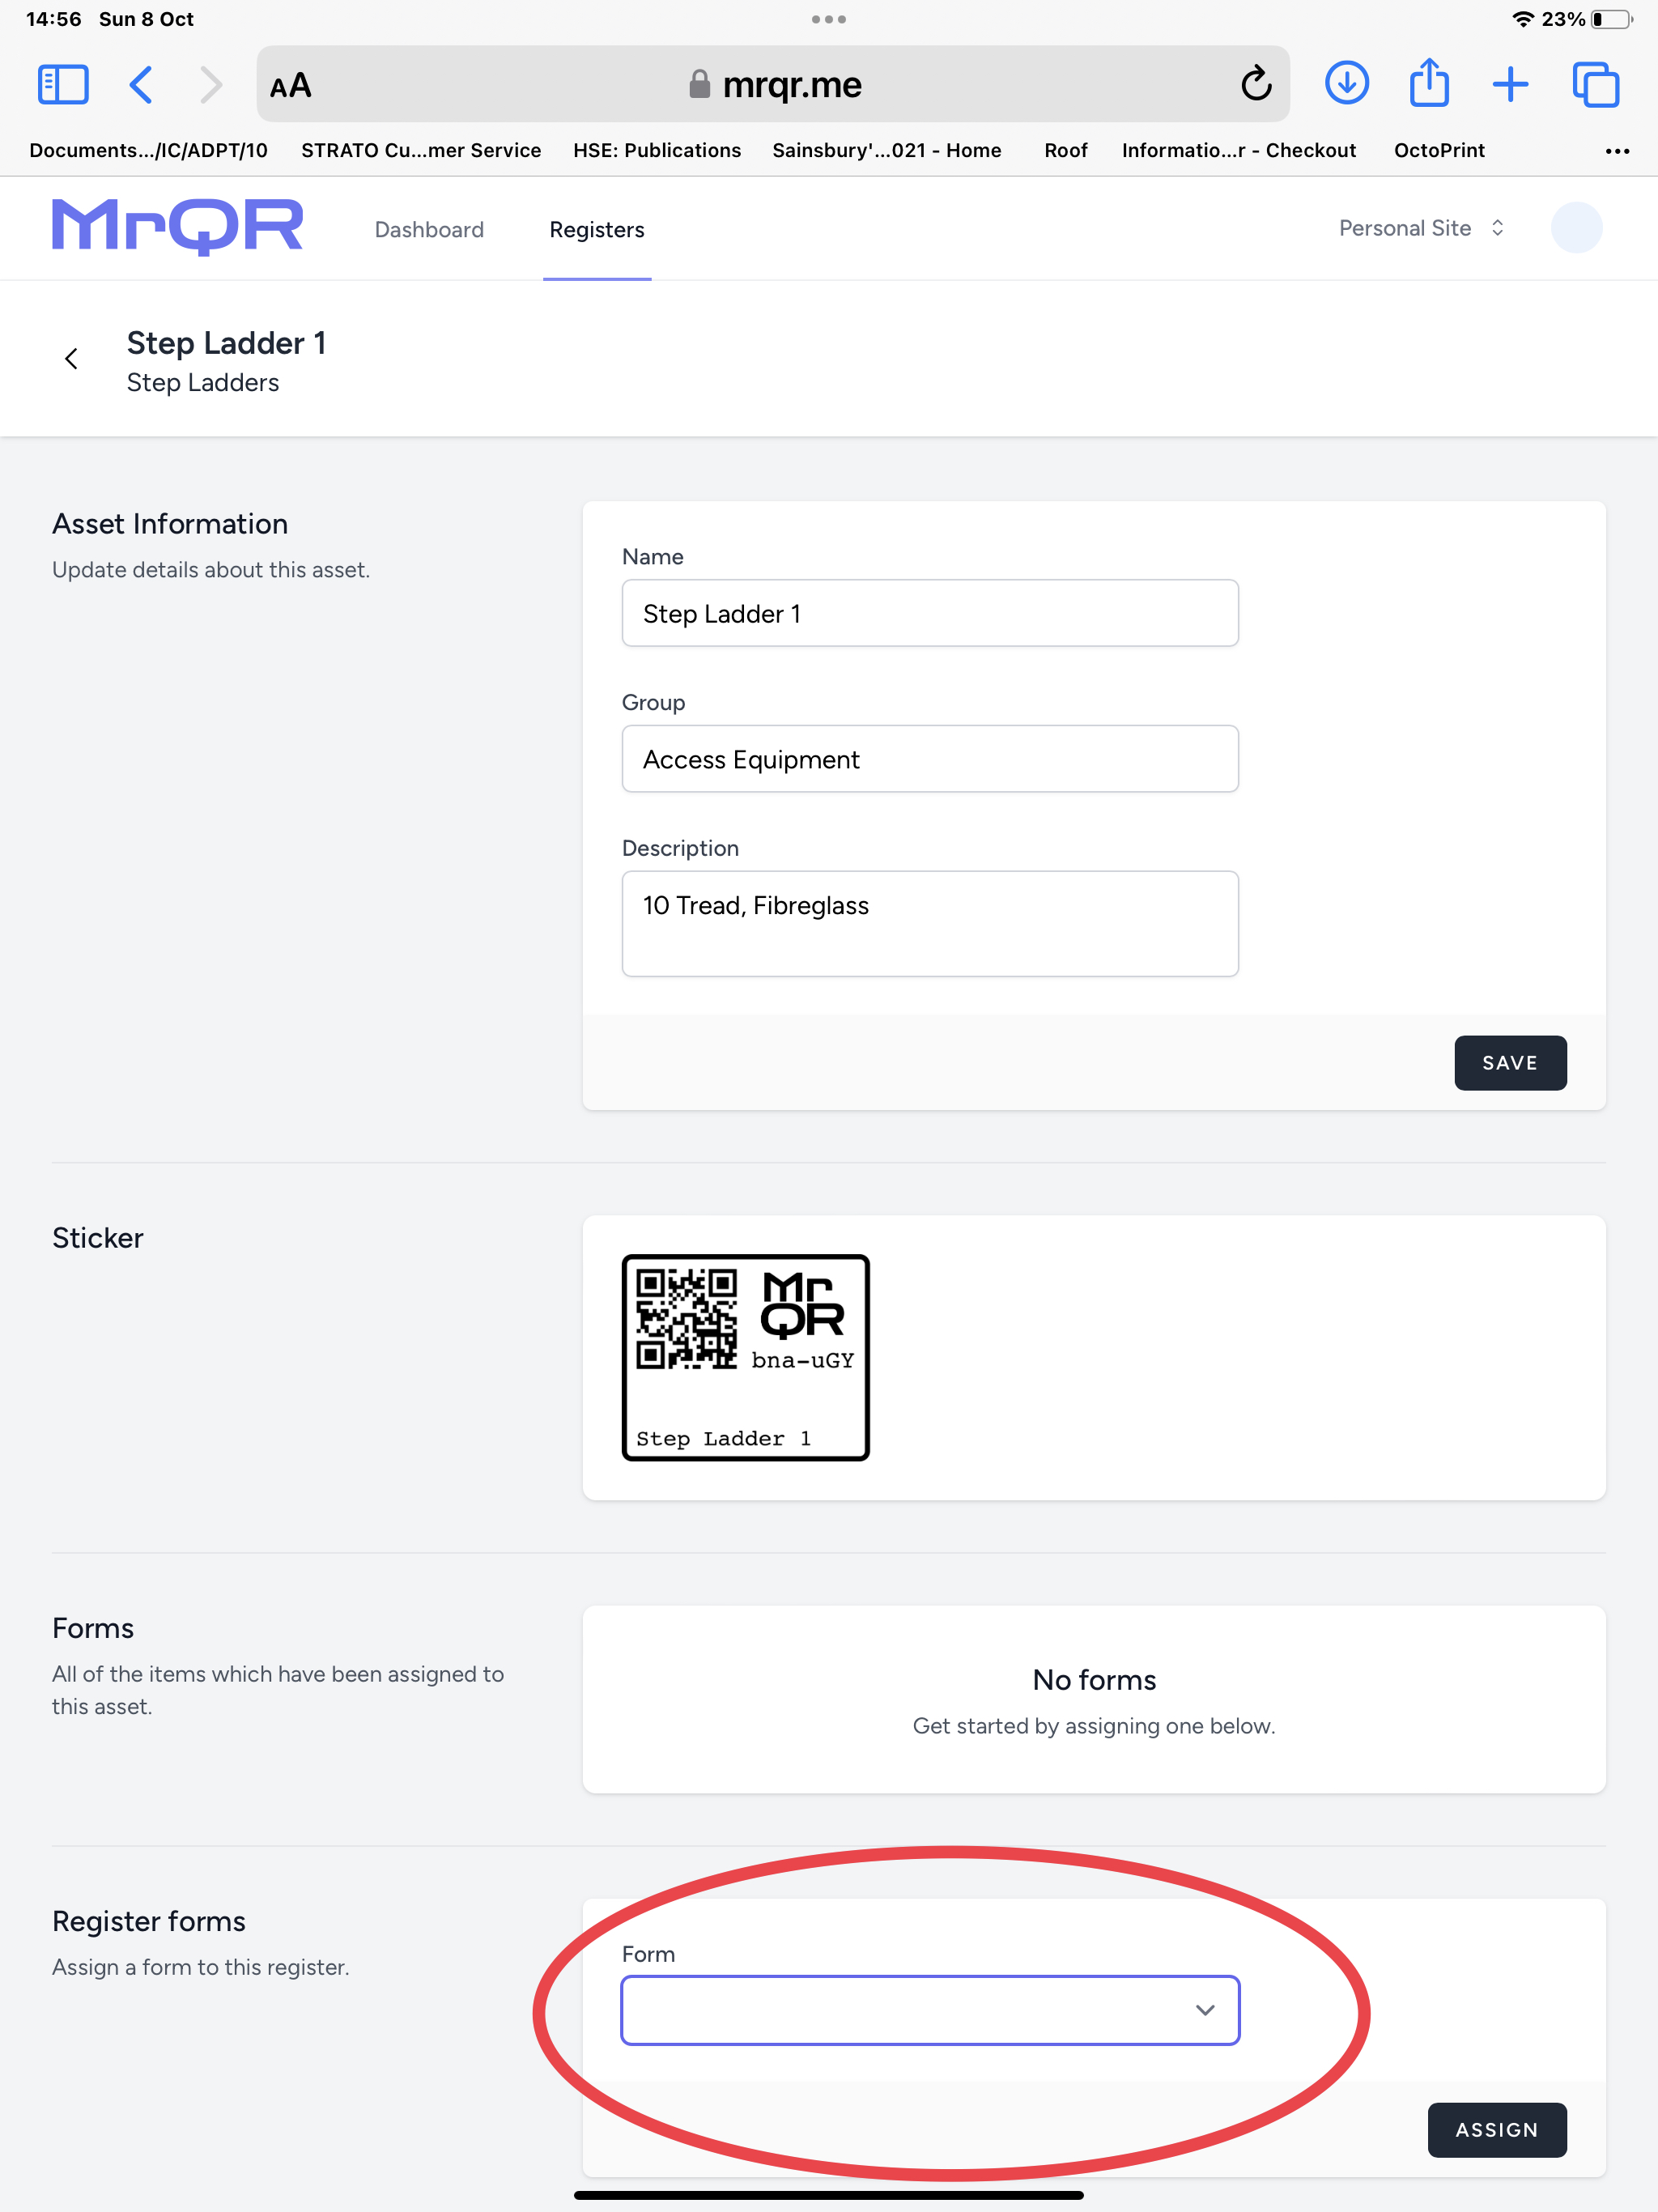 14:56 Sun 8 Oct
23%
AA
mrqr.me
Documents.../IC/ADPT/10 STRATO Cu...mer Service HSE: Publications Sainsbury'...021 - Home Roof Informatio...r - Checkout OctoPrint
MrQR
Dashboard
Registers
Personal Site
Step Ladder 1
Step Ladders
Asset Information
Update details about this asset.
Name
Step Ladder 1
Group
Access Equipment
Description
10 Tread, Fibreglass
SAVE
Sticker
Mr
QR
bna-uGY
Step Ladder 1
Forms
All of the items which have been assigned to
this asset.
No forms
Get started by assigning one below.
Register forms
Assign a form to this register.
Form
ASSIGN